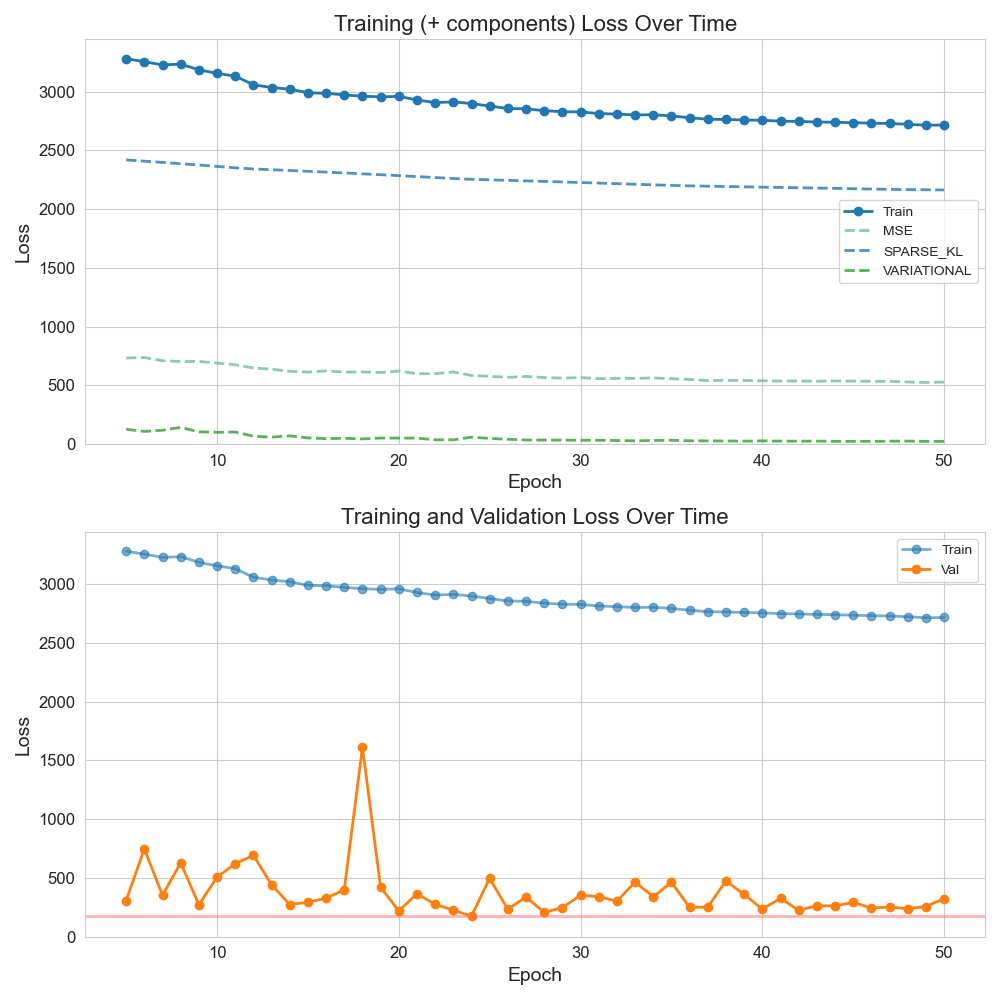 Training (+ components) Loss Over Time
Loss
3000
2500
2000
1500
1000
500
0
Train
MSE
SPARSE_KL
VARIATIONAL
10 20 30 40 50
Epoch
Training and Validation Loss Over Time
Loss
3000
2500
2000
1500
1000
500
0
Train
Val
10 20 30 40 50
Epoch